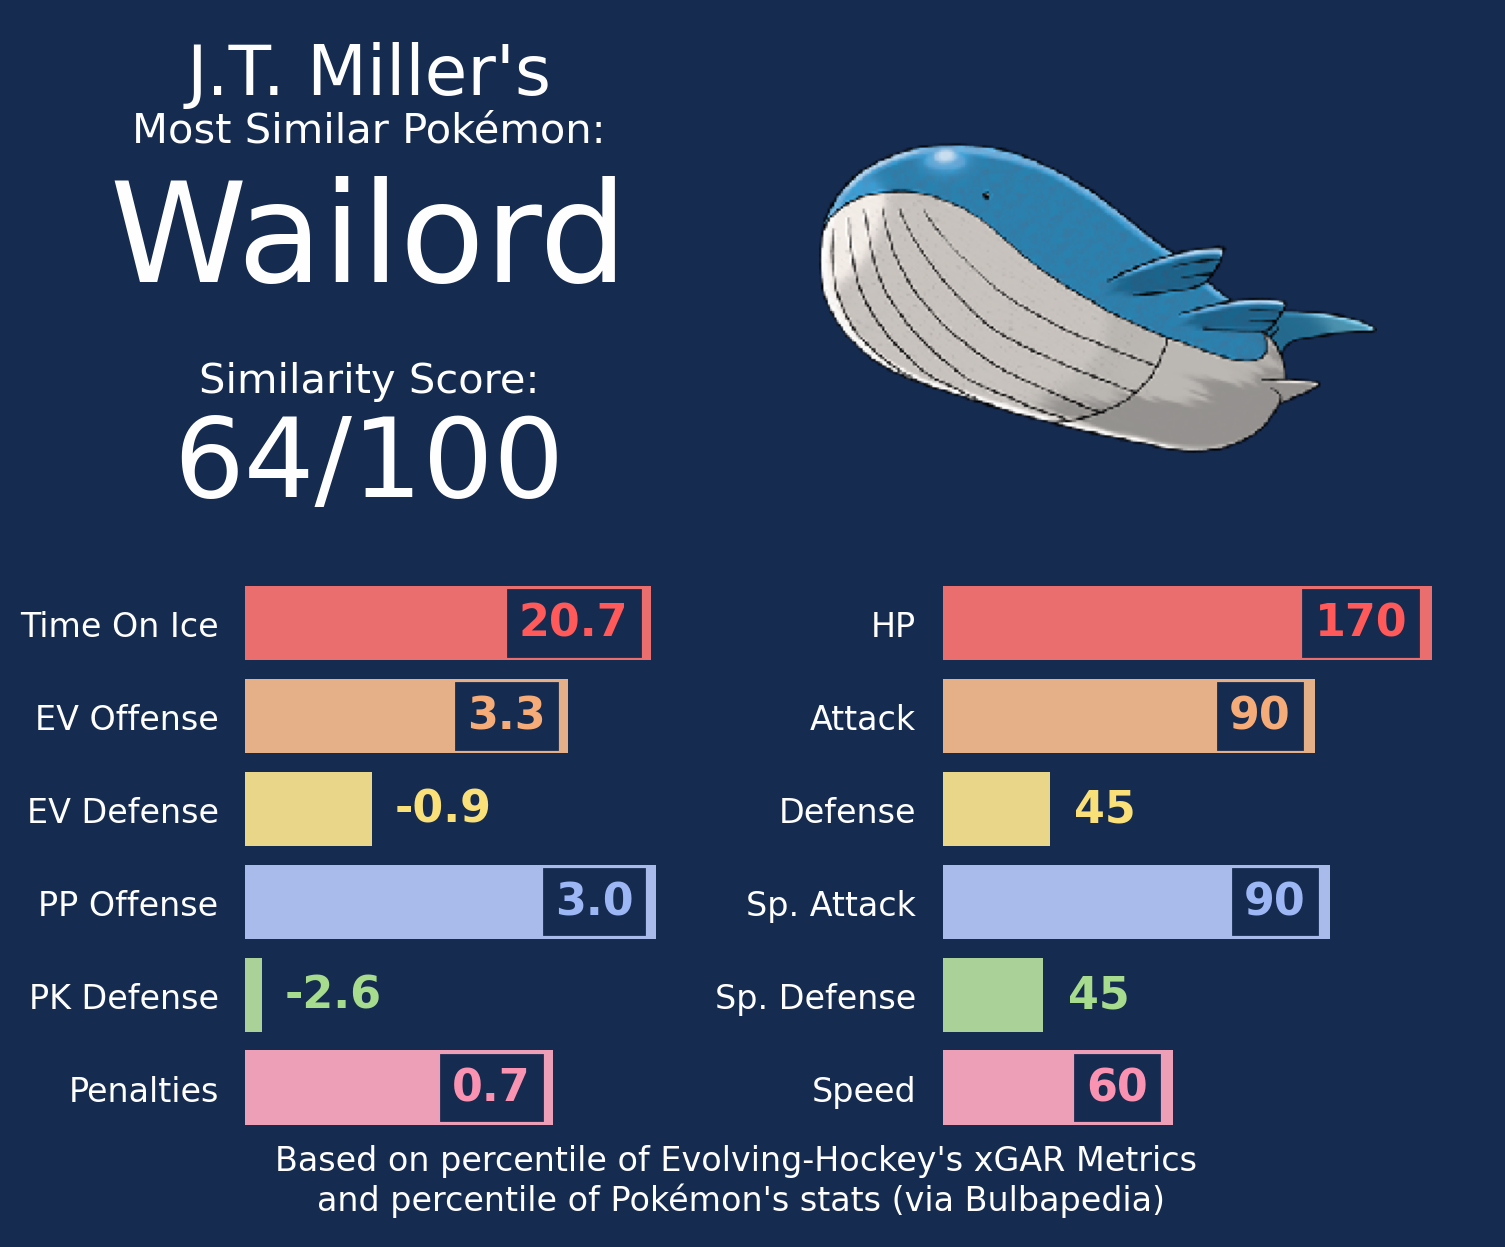 J.T. Miller's
Most Similar Pokémon:
Wailord
Similarity Score:
64/100
Time On Ice 20.7
EV Offense 3.3
EV Defense -0.9
PP Offense 3.0
PK Defense -2.6
Penalties 0.7
HP 170
Attack 90
Defense 45
Sp. Attack 90
Sp. Defense 45
Speed 60
Based on percentile of Evolving-Hockey's xGAR Metrics
and percentile of Pokémon's stats (via Bulbapedia)